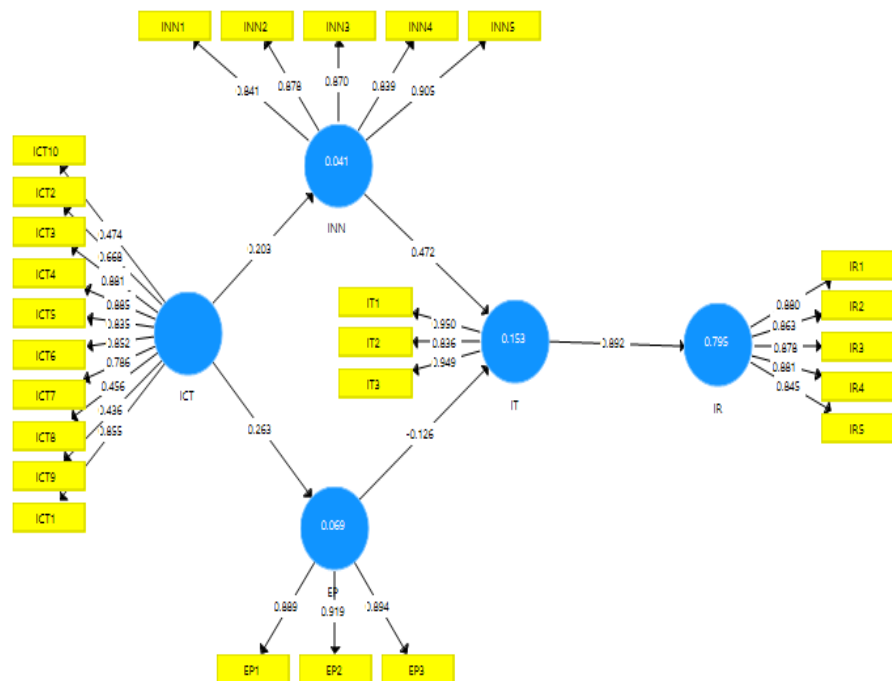 INN1 INN2 INN3 INN4 INN5
0.841 0.878 0.870 0.839 0.905
0.041
INN
ICT10
ICT2
ICT3
ICT4
ICT5
ICT6
ICT7
ICT8
ICT9
ICT1
0.474
0.668
0.881
0.885
0.835
0.852
0.786
0.456
0.436
0.855
ICT
0.203
0.263
0.472
-0.126
IT1
IT2
IT3
0.950
0.836
0.949
0.153
IT
0.892
0.795
IR
0.880
0.863
0.878
0.881
0.845
IR1
IR2
IR3
IR4
IR5
0.069
EP
0.889 0.919 0.894
EP1 EP2 EP3